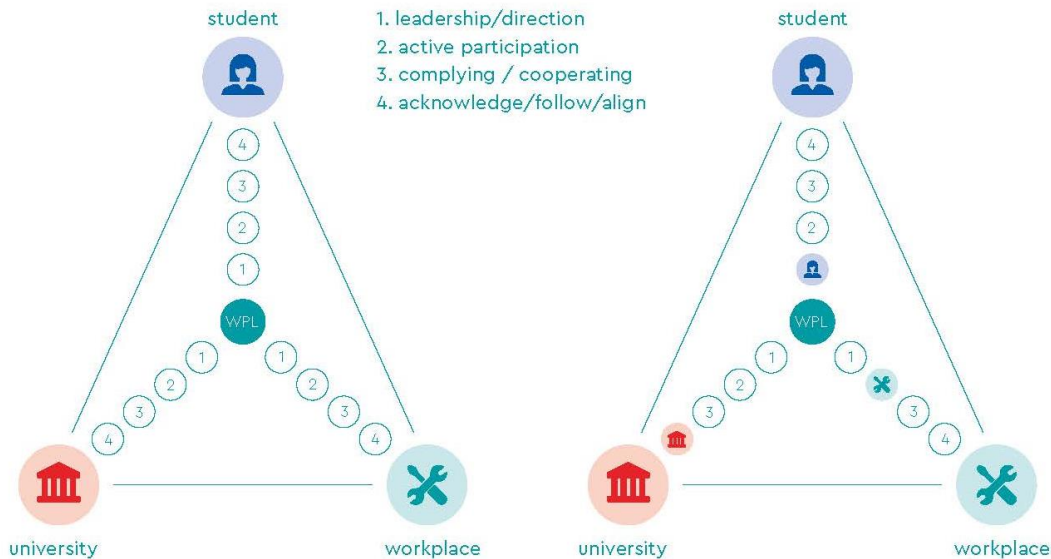 student
1. leadership/direction
2. active participation
3. complying / cooperating
4. acknowledge/follow/align
student
4
3
2
1
WPL
1
2
3
4
1
2
3
4
university
workplace
4
3
2
WPL
1
2
3
1
3
4
university
workplace